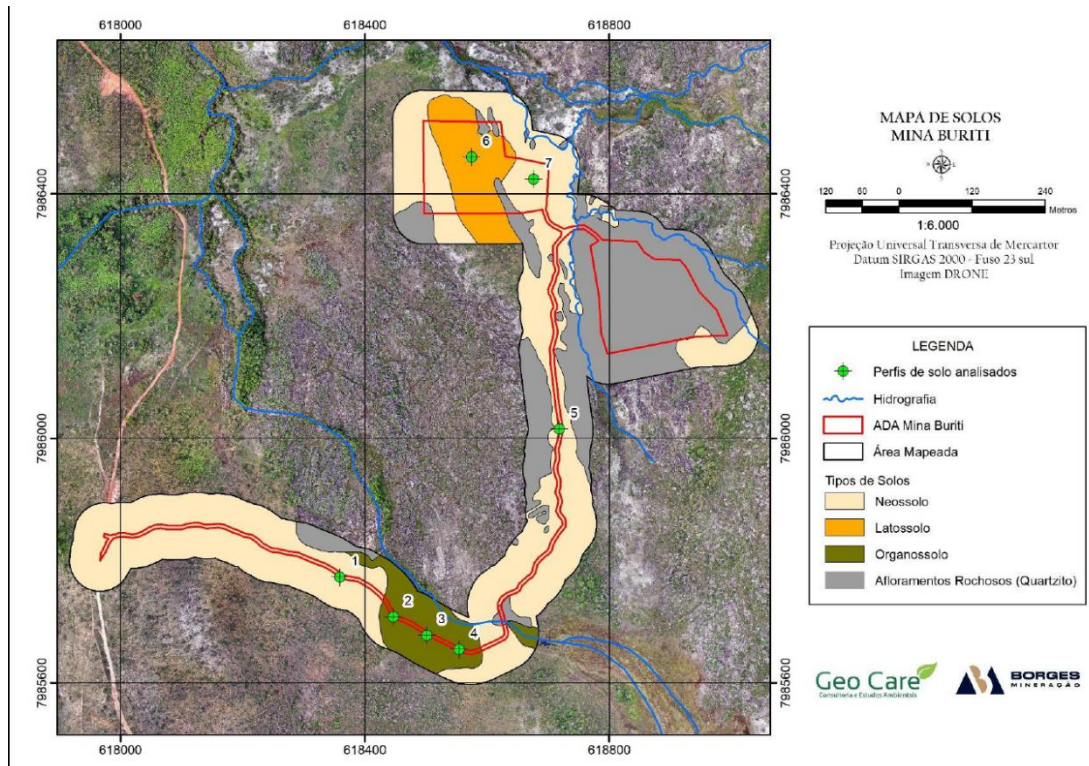 618000 618400 618800
7986400
7986000
7985600
7986400
7986000
7985600
618000 618400 618800
6
7
5
1
2
3
4
MAPA DE SOLOS
MINA BURITI
N
S
E
120 60 0 120 240
Metros
1:6.000
Projeção Universal Transversa de Mercartor
Datum SIRGAS 2000 - Fuso 23 sul
Imagem DRONE
LEGENDA
Perfis de solo analisados
Hidrografia
ADA Mina Buriti
Área Mapeada
Tipos de Solos
Neossolo
Latossolo
Organossolo
Afloramentos Rochosos (Quartzito)
Geo Care
Consultoria e Estudos Ambientais
BORGES
MINERAÇÃO